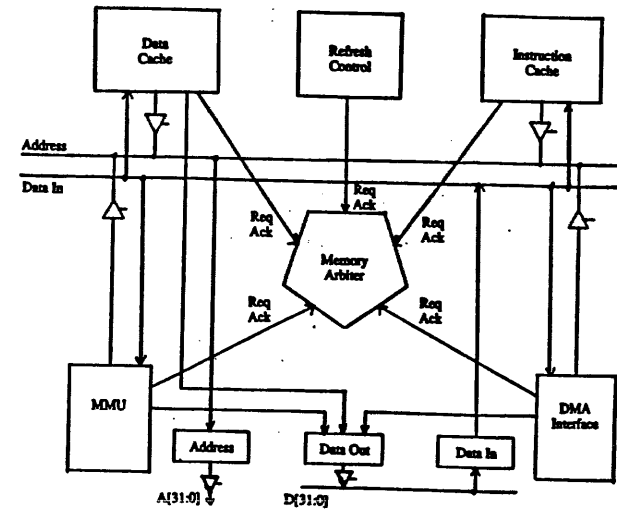 Data
Cache
Refresh
Control
Instruction
Cache
Address
Data In
Req
Ack
Req
Ack
Req
Ack
Memory
Arbiter
Req
Ack
Req
Ack
MMU
DMA
Interface
Address
Data Out
Data In
A[31:0]
D[31:0]